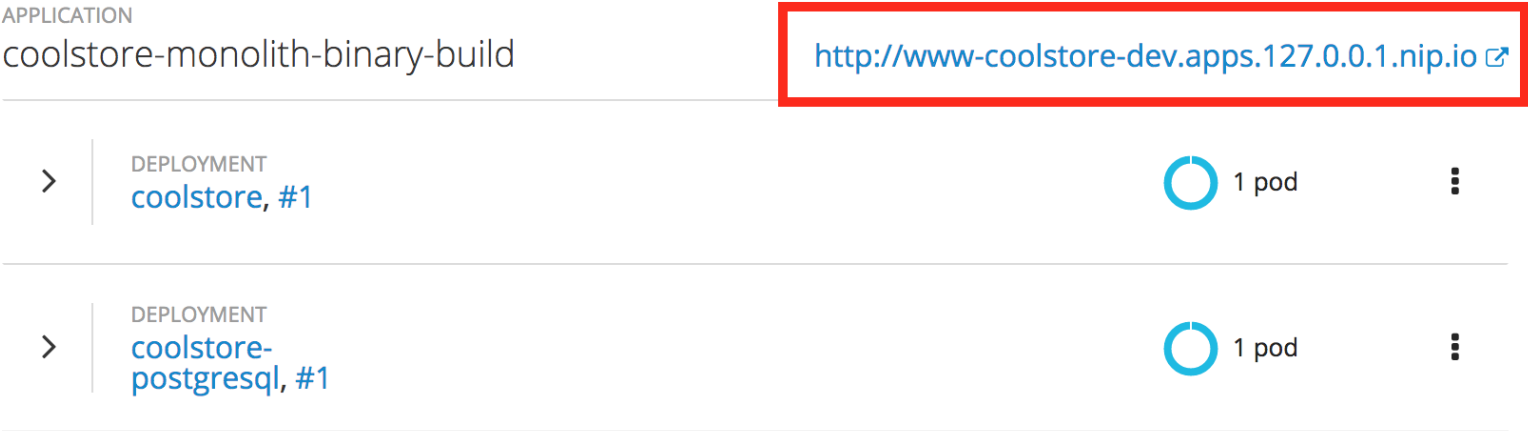 APPLICATION
coolstore-monolith-binary-build
http://www-coolstore-dev.apps.127.0.0.1.nip.io
DEPLOYMENT
coolstore, #1
1 pod
DEPLOYMENT
coolstore-
postgresql, #1
1 pod